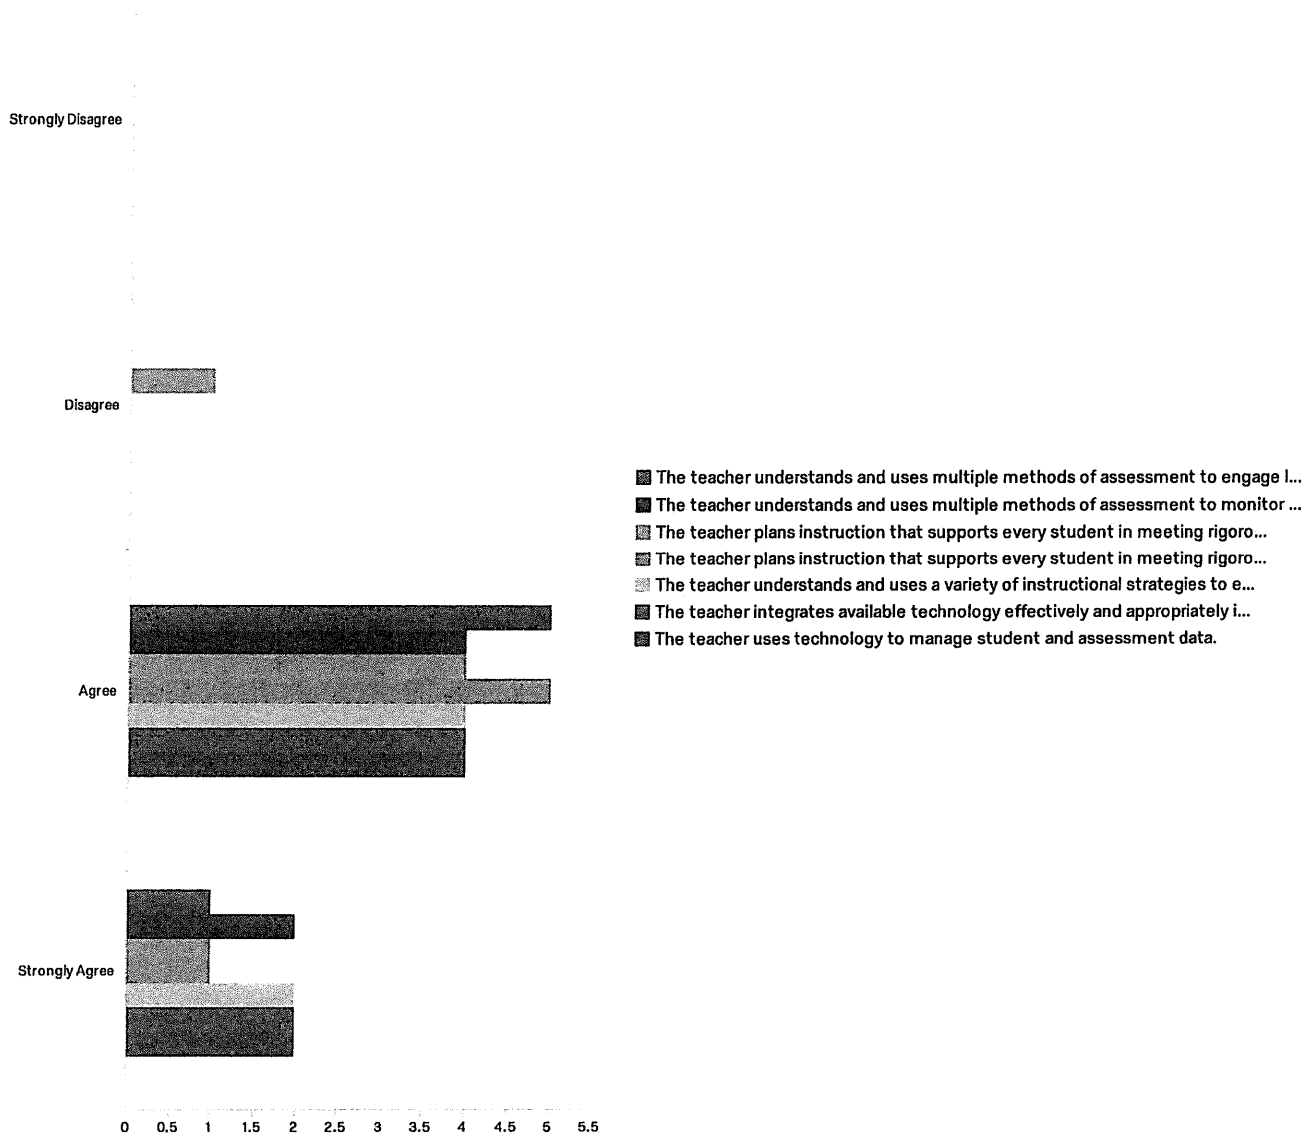 Strongly Disagree
Disagree
Agree
Strongly Agree
The teacher understands and uses multiple methods of assessment to engage l...
The teacher understands and uses multiple methods of assessment to monitor ...
The teacher plans instruction that supports every student in meeting rigoro...
The teacher plans instruction that supports every student in meeting rigoro...
The teacher understands and uses a variety of instructional strategies to e...
The teacher integrates available technology effectively and appropriately i...
The teacher uses technology to manage student and assessment data.
0 0.5 1 1.5 2 2.5 3 3.5 4 4.5 5 5.5